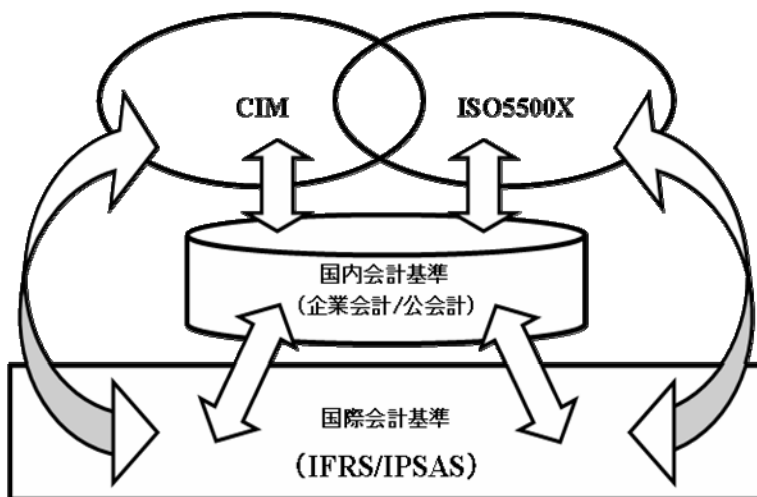 CIM
ISO5500X
国内会計基準
（企業会計/公会計）
国際会計基準
（IFRS/IPSAS）